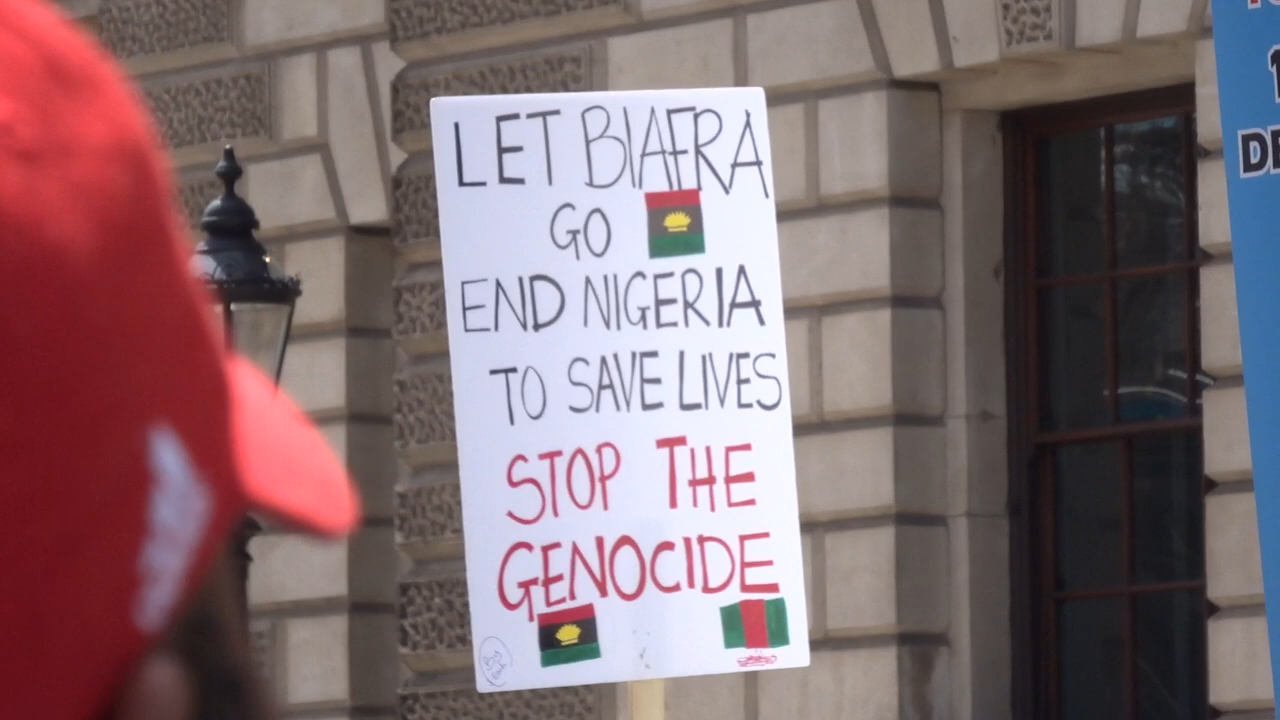 LET BIAFRA
GO
END NIGERIA
TO SAVE LIVES
STOP THE
GENOCIDE